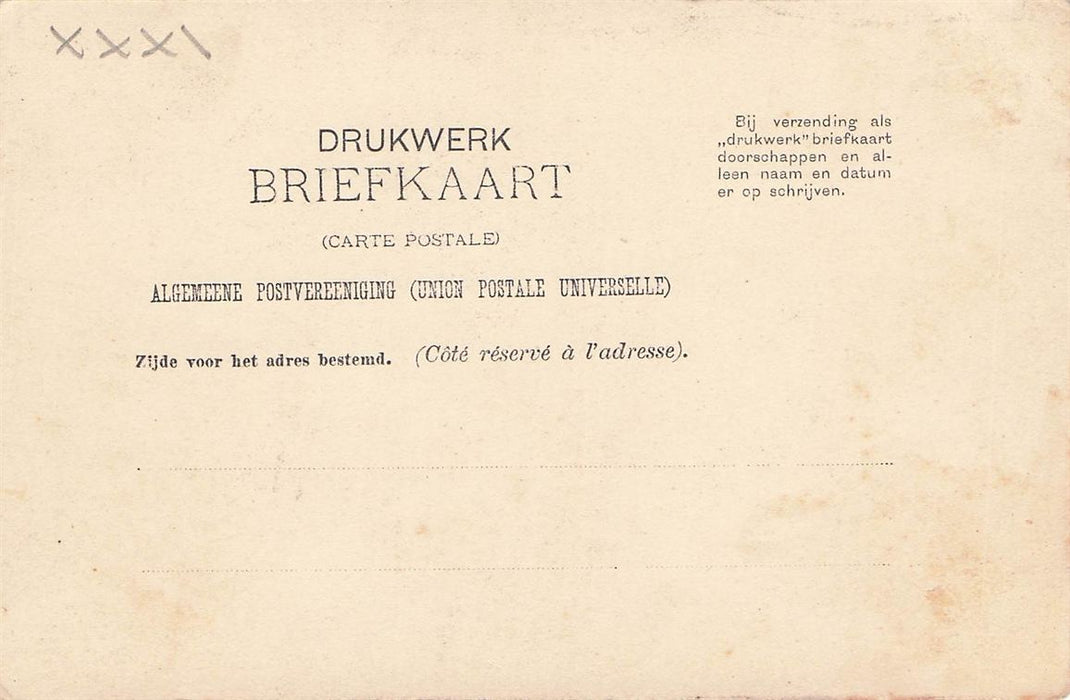 XXX\
DRUKWERK
BRIEFKAART
(CARTE POSTALE)
ALGEMEENE POSTVEREENIGING (UNION POSTALE UNIVERSELLE)
Zijde voor het adres bestemd. (Côté réservé à l'adresse).
Bij verzending als
„drukwerk" briefkaart
doorschappen en al-
leen naam en datum
er op schrijven.